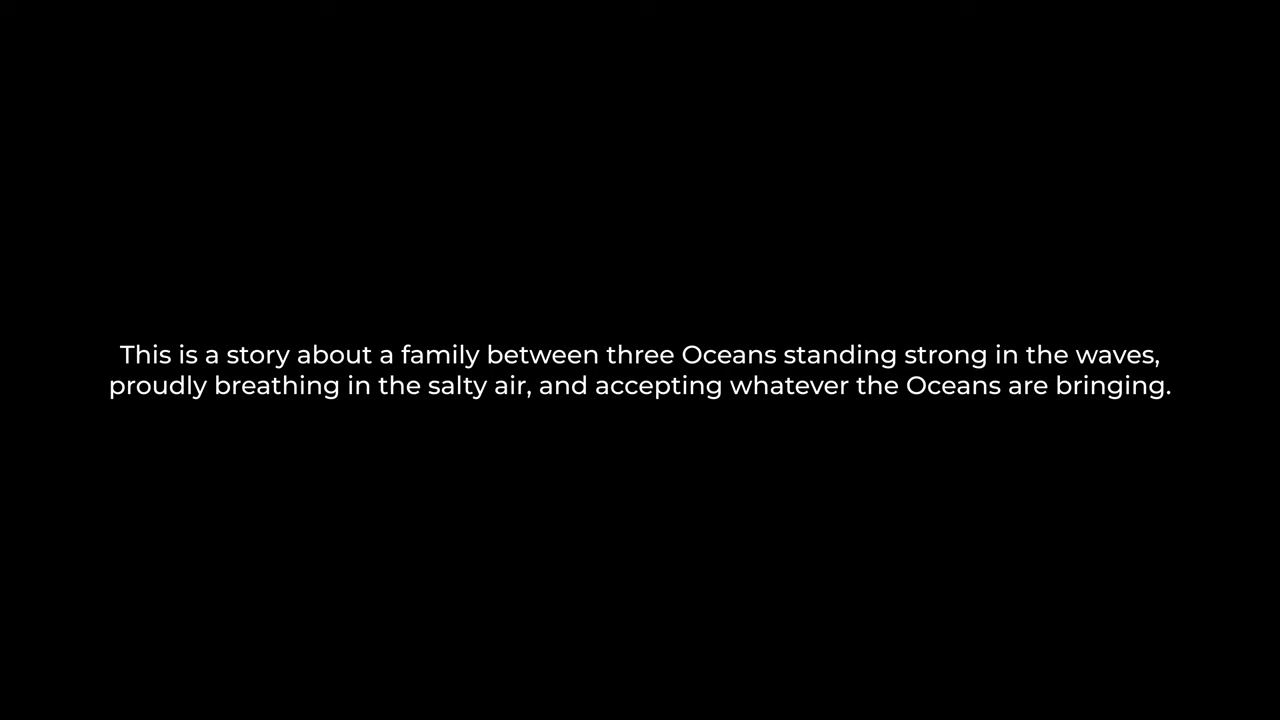 This is a story about a family between three Oceans standing strong in the waves,
proudly breathing in the salty air, and accepting whatever the Oceans are bringing.